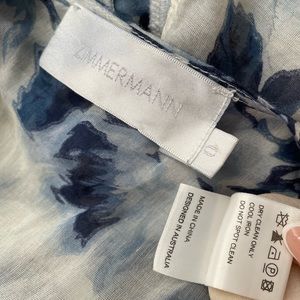 ZIMMERMANN
0
DRY CLEAN ONLY
COOL IRON
DO NOT SPOT CLEAN
MADE IN CHINA
DESIGNED IN AUSTRALIA